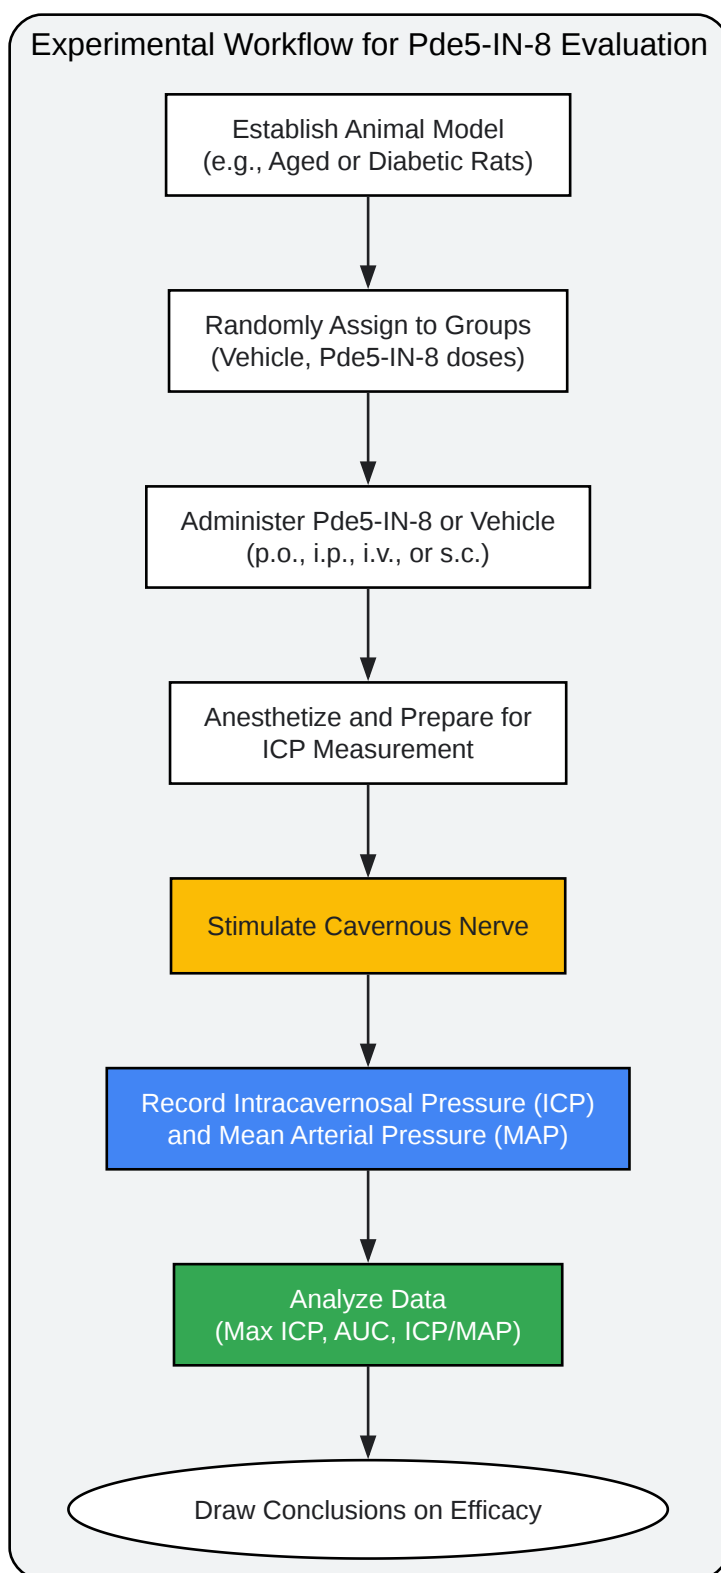 Experimental Workflow for Pde5-IN-8 Evaluation
Establish Animal Model
(e.g., Aged or Diabetic Rats)
Randomly Assign to Groups
(Vehicle, Pde5-IN-8 doses)
Administer Pde5-IN-8 or Vehicle
(p.o., i.p., i.v., or s.c.)
Anesthetize and Prepare for
ICP Measurement
Stimulate Cavernous Nerve
Record Intracavernosal Pressure (ICP)
and Mean Arterial Pressure (MAP)
Analyze Data
(Max ICP, AUC, ICP/MAP)
Draw Conclusions on Efficacy